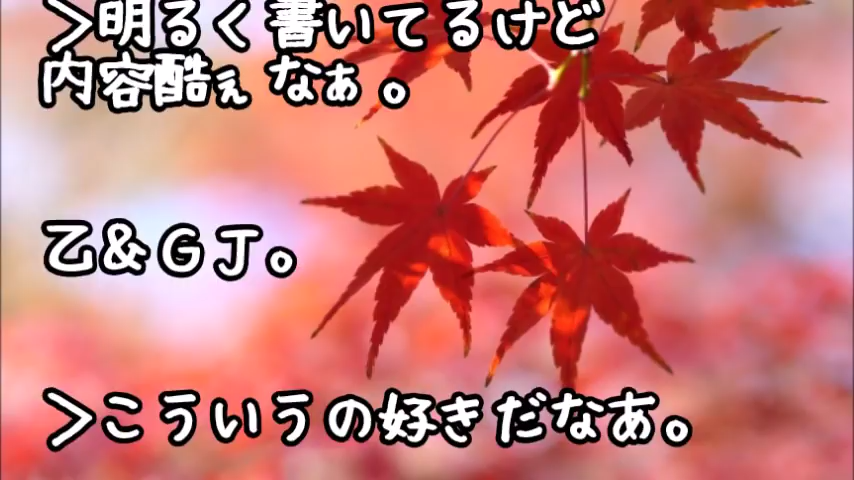 ＞明るく書いてるけど
内容酷ぇなぁ。
乙&ＧＪ。
＞こういうの好きだなあ。